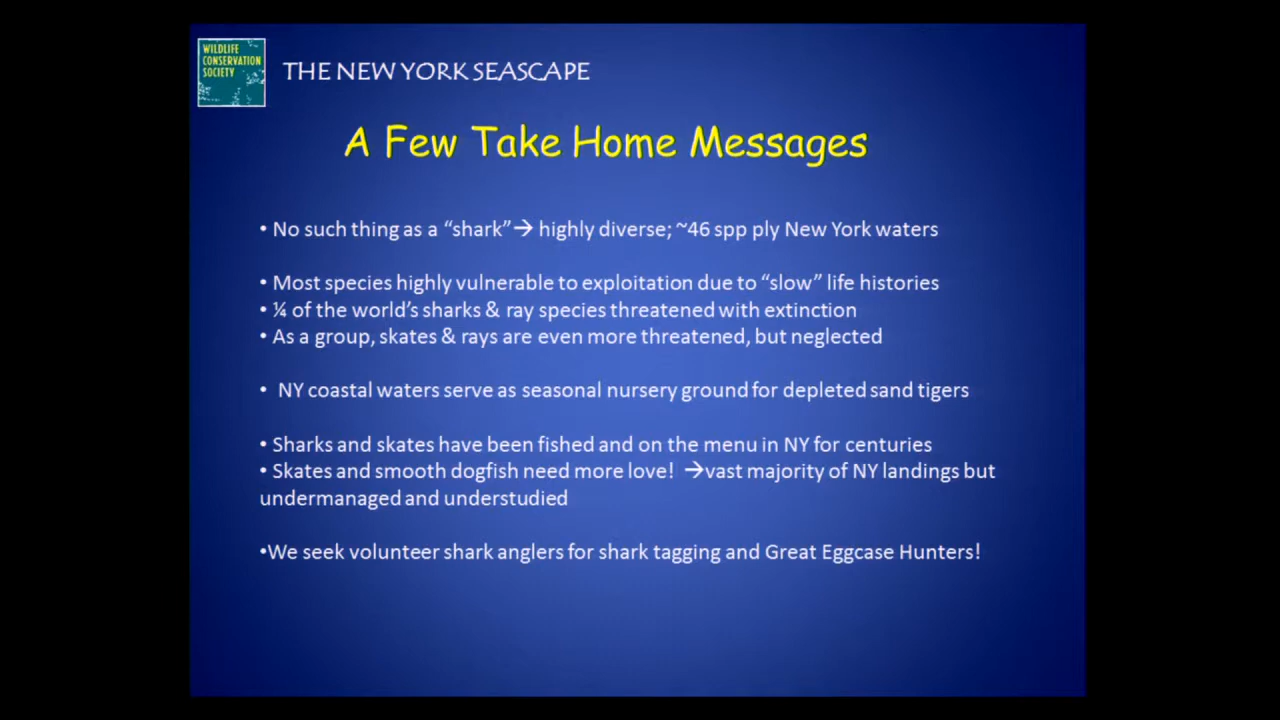 WILDLIFE
CONSERVATION
SOCIETY
THE NEW YORK SEASCAPE
A Few Take Home Messages
• No such thing as a “shark”→ highly diverse; ~46 spp ply New York waters
• Most species highly vulnerable to exploitation due to “slow” life histories
• ¼ of the world’s sharks & ray species threatened with extinction
• As a group, skates & rays are even more threatened, but neglected
• NY coastal waters serve as seasonal nursery ground for depleted sand tigers
• Sharks and skates have been fished and on the menu in NY for centuries
• Skates and smooth dogfish need more love! →vast majority of NY landings but
undermanaged and understudied
•We seek volunteer shark anglers for shark tagging and Great Eggcase Hunters!